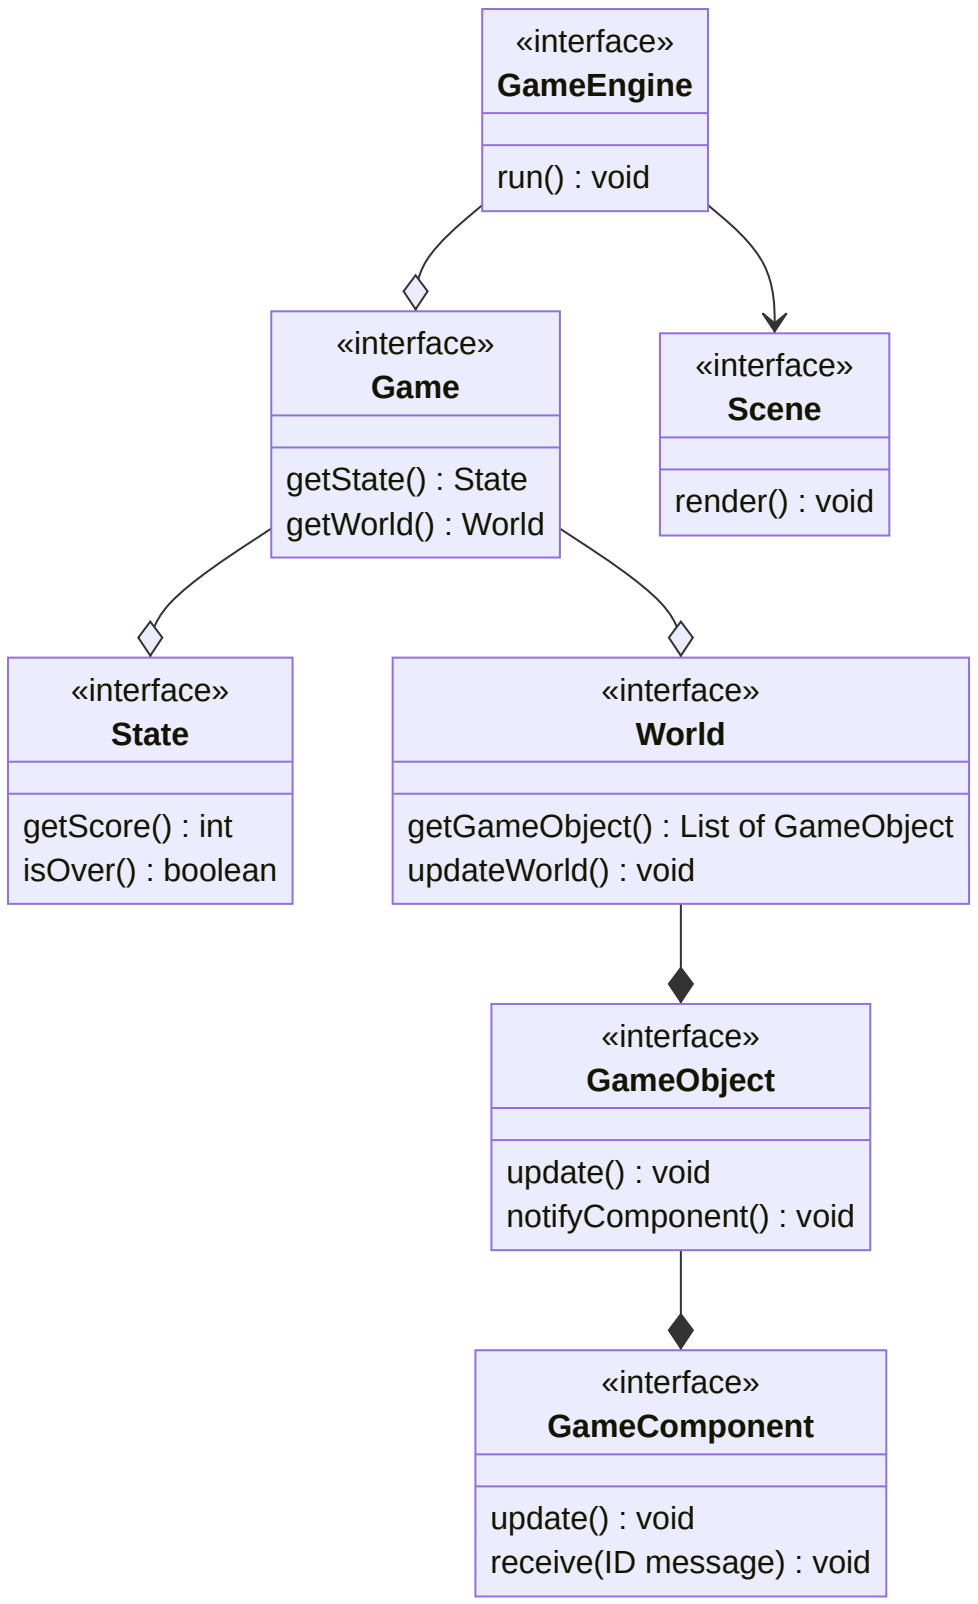 «interface»
GameEngine
run() : void
«interface»
Game
getState() : State
getWorld() : World
«interface»
Scene
render() : void
«interface»
State
getScore() : int
isOver() : boolean
«interface»
World
getGameObject() : List of GameObject
updateWorld() : void
«interface»
GameObject
update() : void
notifyComponent() : void
«interface»
GameComponent
update() : void
receive(ID message) : void